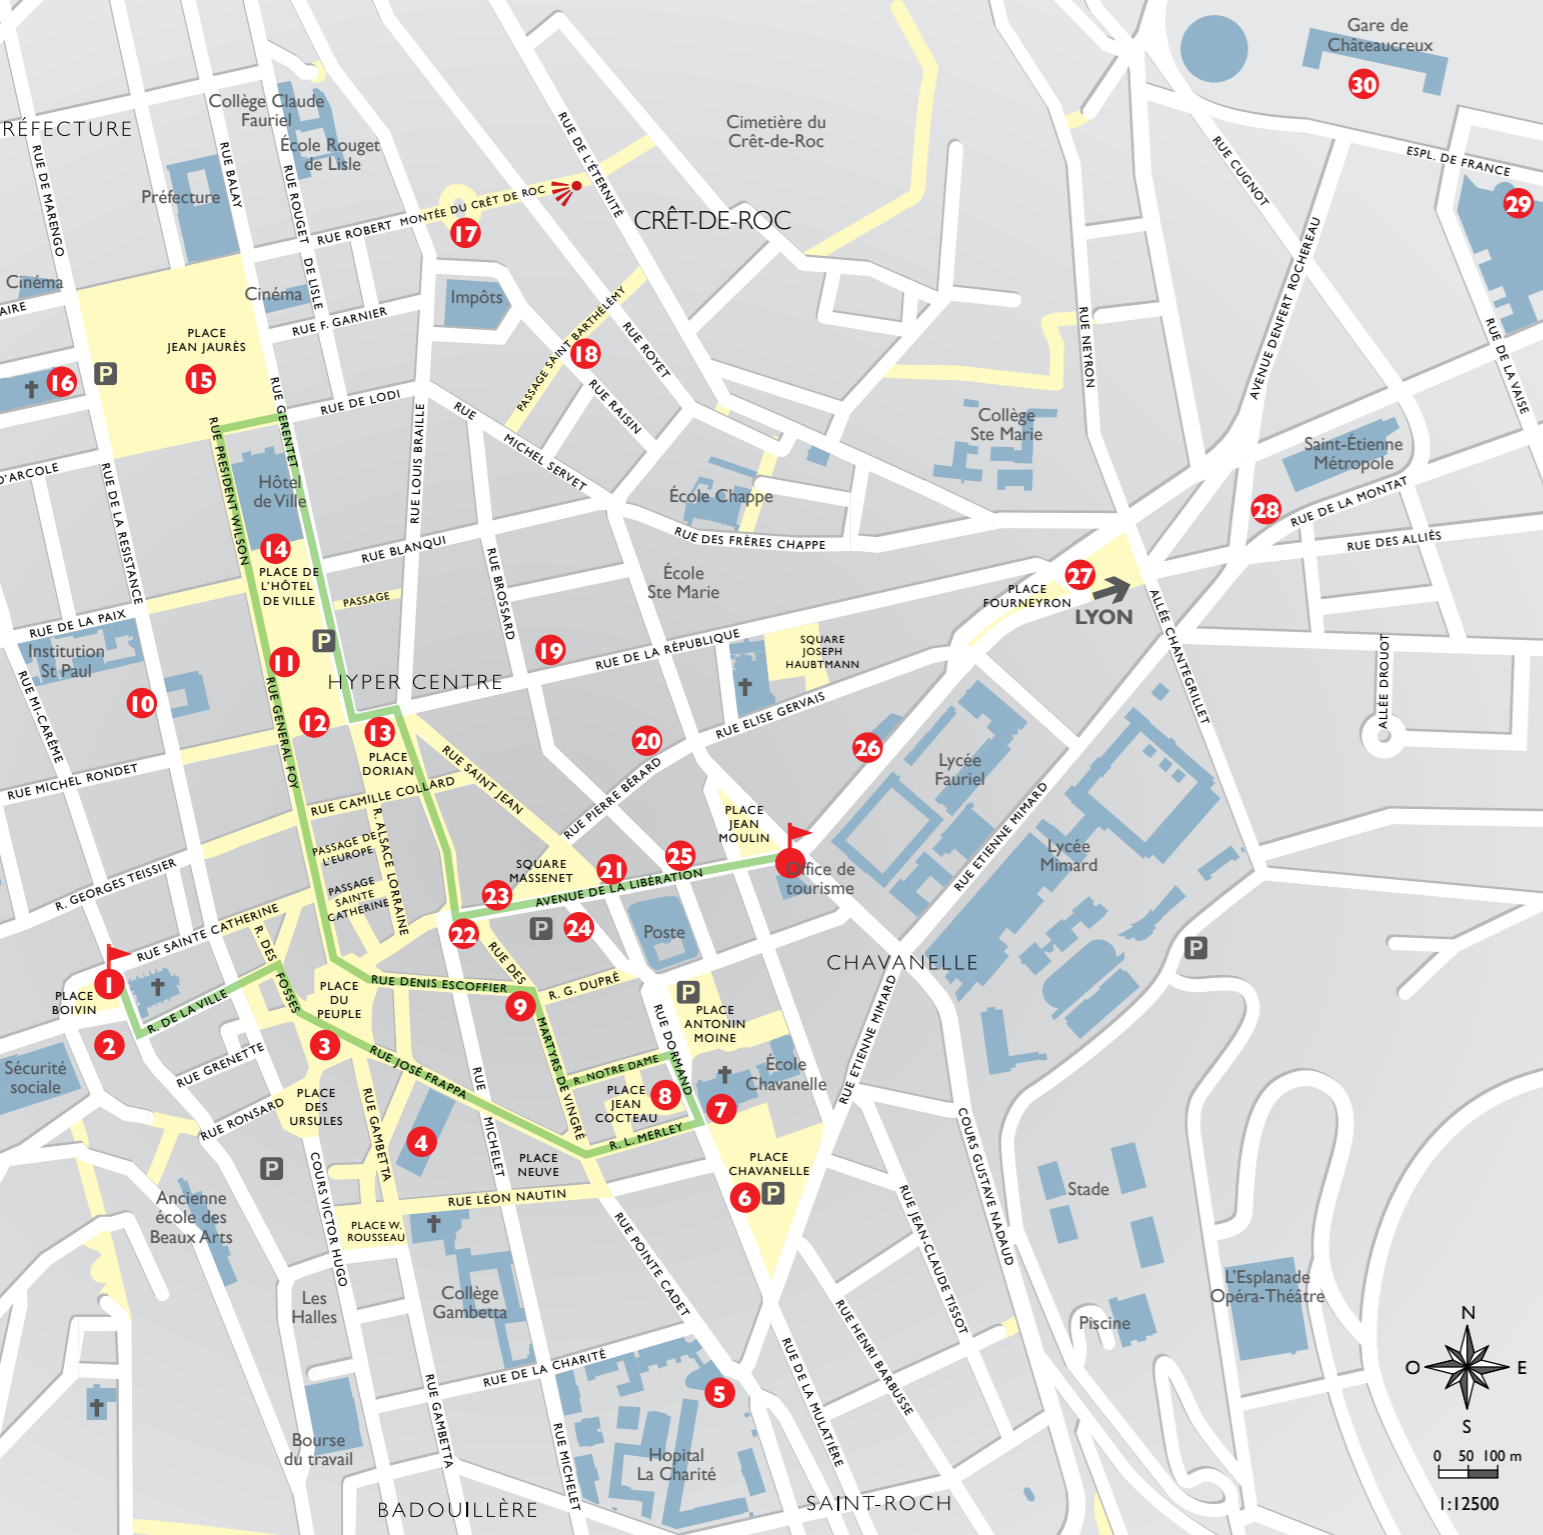 Gare de
Châteaucreux
30
Collège Claude
Fauriel
RÉFECTURE
École Rouget
de Lisle
Cimetière du
Crêt-de-Roc
RUE DE L'ÉTERNITÉ
RUE CUGNOT
ESPL. DE FRANCE
29
RUE DE MARENGO
Préfecture
RUE BALAY
RUE ROUGET DE LISLE
RUE ROBERT
MONTÉE DU CRÊT DE ROC
17
CRÊT-DE-ROC
AVENUE DENFERT ROCHEREAU
Cinéma
AIRE
Cinéma
Impôts
RUE F. GARNIER
PASSAGE SAINT BARTHÉLÉMY
18
RUE ROYET
RUE NEYRON
RUE DE LA VAISE
PLACE
JEAN JAURÈS
15
P
16
RUE GERENTET
RUE DE LODI
RUE LOUIS BRAILLE
RUE MICHEL SERVET
RUE RAISIN
Collège
Ste Marie
Saint-Étienne
Métropole
D'ARCOLE
RUE DE LA RESISTANCE
RUE PRESIDENT WILSON
Hôtel
de Ville
École Chappe
28
RUE DE LA MONTAT
RUE DES ALLIÉS
14
PLACE DE
L'HÔTEL
DE VILLE
RUE BLANQUI
RUE BROSSARD
RUE DES FRÈRES CHAPPE
École
Ste Marie
27
PLACE
FOURNEYRON
LYON
PASSAGE
RUE DE LA PAIX
Institution
St Paul
P
11
19
RUE DE LA RÉPUBLIQUE
SQUARE
JOSEPH
HAUBTMANN
ALLÉE CHANTEGRILLET
ALLÉE DROUOT
RUE MI-CARÊME
10
RUE GENERAL FOY
HYPER CENTRE
12
13
PLACE
DORIAN
RUE SAINT JEAN
20
RUE ELISE GERVAIS
26
Lycée
Fauriel
RUE MICHEL RONDET
RUE CAMILLE COLLARD
RUE PIERRE BÉRARD
PLACE
JEAN
MOULIN
RUE ETIENNE MIMARD
Lycée
Mimard
R. ALSACE LORRAINE
PASSAGE DE
L'EUROPE
PASSAGE
SAINTE
CATHERINE
SQUARE
MASSENET
21
25
23
AVENUE DE LA LIBÉRATION
Office de
tourisme
R. GEORGES TEISSIER
RUE SAINTE CATHERINE
22
P
24
Poste
CHAVANELLE
P
1
PLACE
BOIVIN
R. DES FOSSES
R. DE LA VILLE
PLACE
DU
PEUPLE
RUE DENIS ESCOFFIER
RUE DES MARTYRS DE VINGRÉ
9
R. G. DUPRÉ
P
PLACE
ANTONIN
MOINE
RUE DORMAND
RUE ETIENNE MIMARD
2
3
Sécurité
sociale
RUE GRENETTE
RUE JOSÉ FRAPPA
R. NOTRE DAME
École
Chavanelle
PLACE
JEAN
COCTEAU
8
7
RUE RONSARD
PLACE
DES
URSULES
RUE GAMBETTA
RUE MICHELET
4
R. L. MERLEY
PLACE
NEUVE
PLACE
CHAVANELLE
6
P
COURS GUSTAVE NADAUD
P
COURS VICTOR HUGO
RUE LÉON NAUTIN
RUE JEAN-CLAUDE TISSOT
Stade
Ancienne
école des
Beaux Arts
PLACE W.
ROUSSEAU
RUE POINTE CADET
L'Esplanade
Opéra-Théâtre
Les
Halles
Collège
Gambetta
RUE HENRI BARBUSSE
Piscine
RUE DE LA CHARITÉ
RUE DE LA MULATIÈRE
5
RUE GAMBETTA
RUE MICHELET
Bourse
du travail
Hopital
La Charité
BADOUILLÈRE
SAINT-ROCH
N
O
E
S
0 50 100 m
1:12500